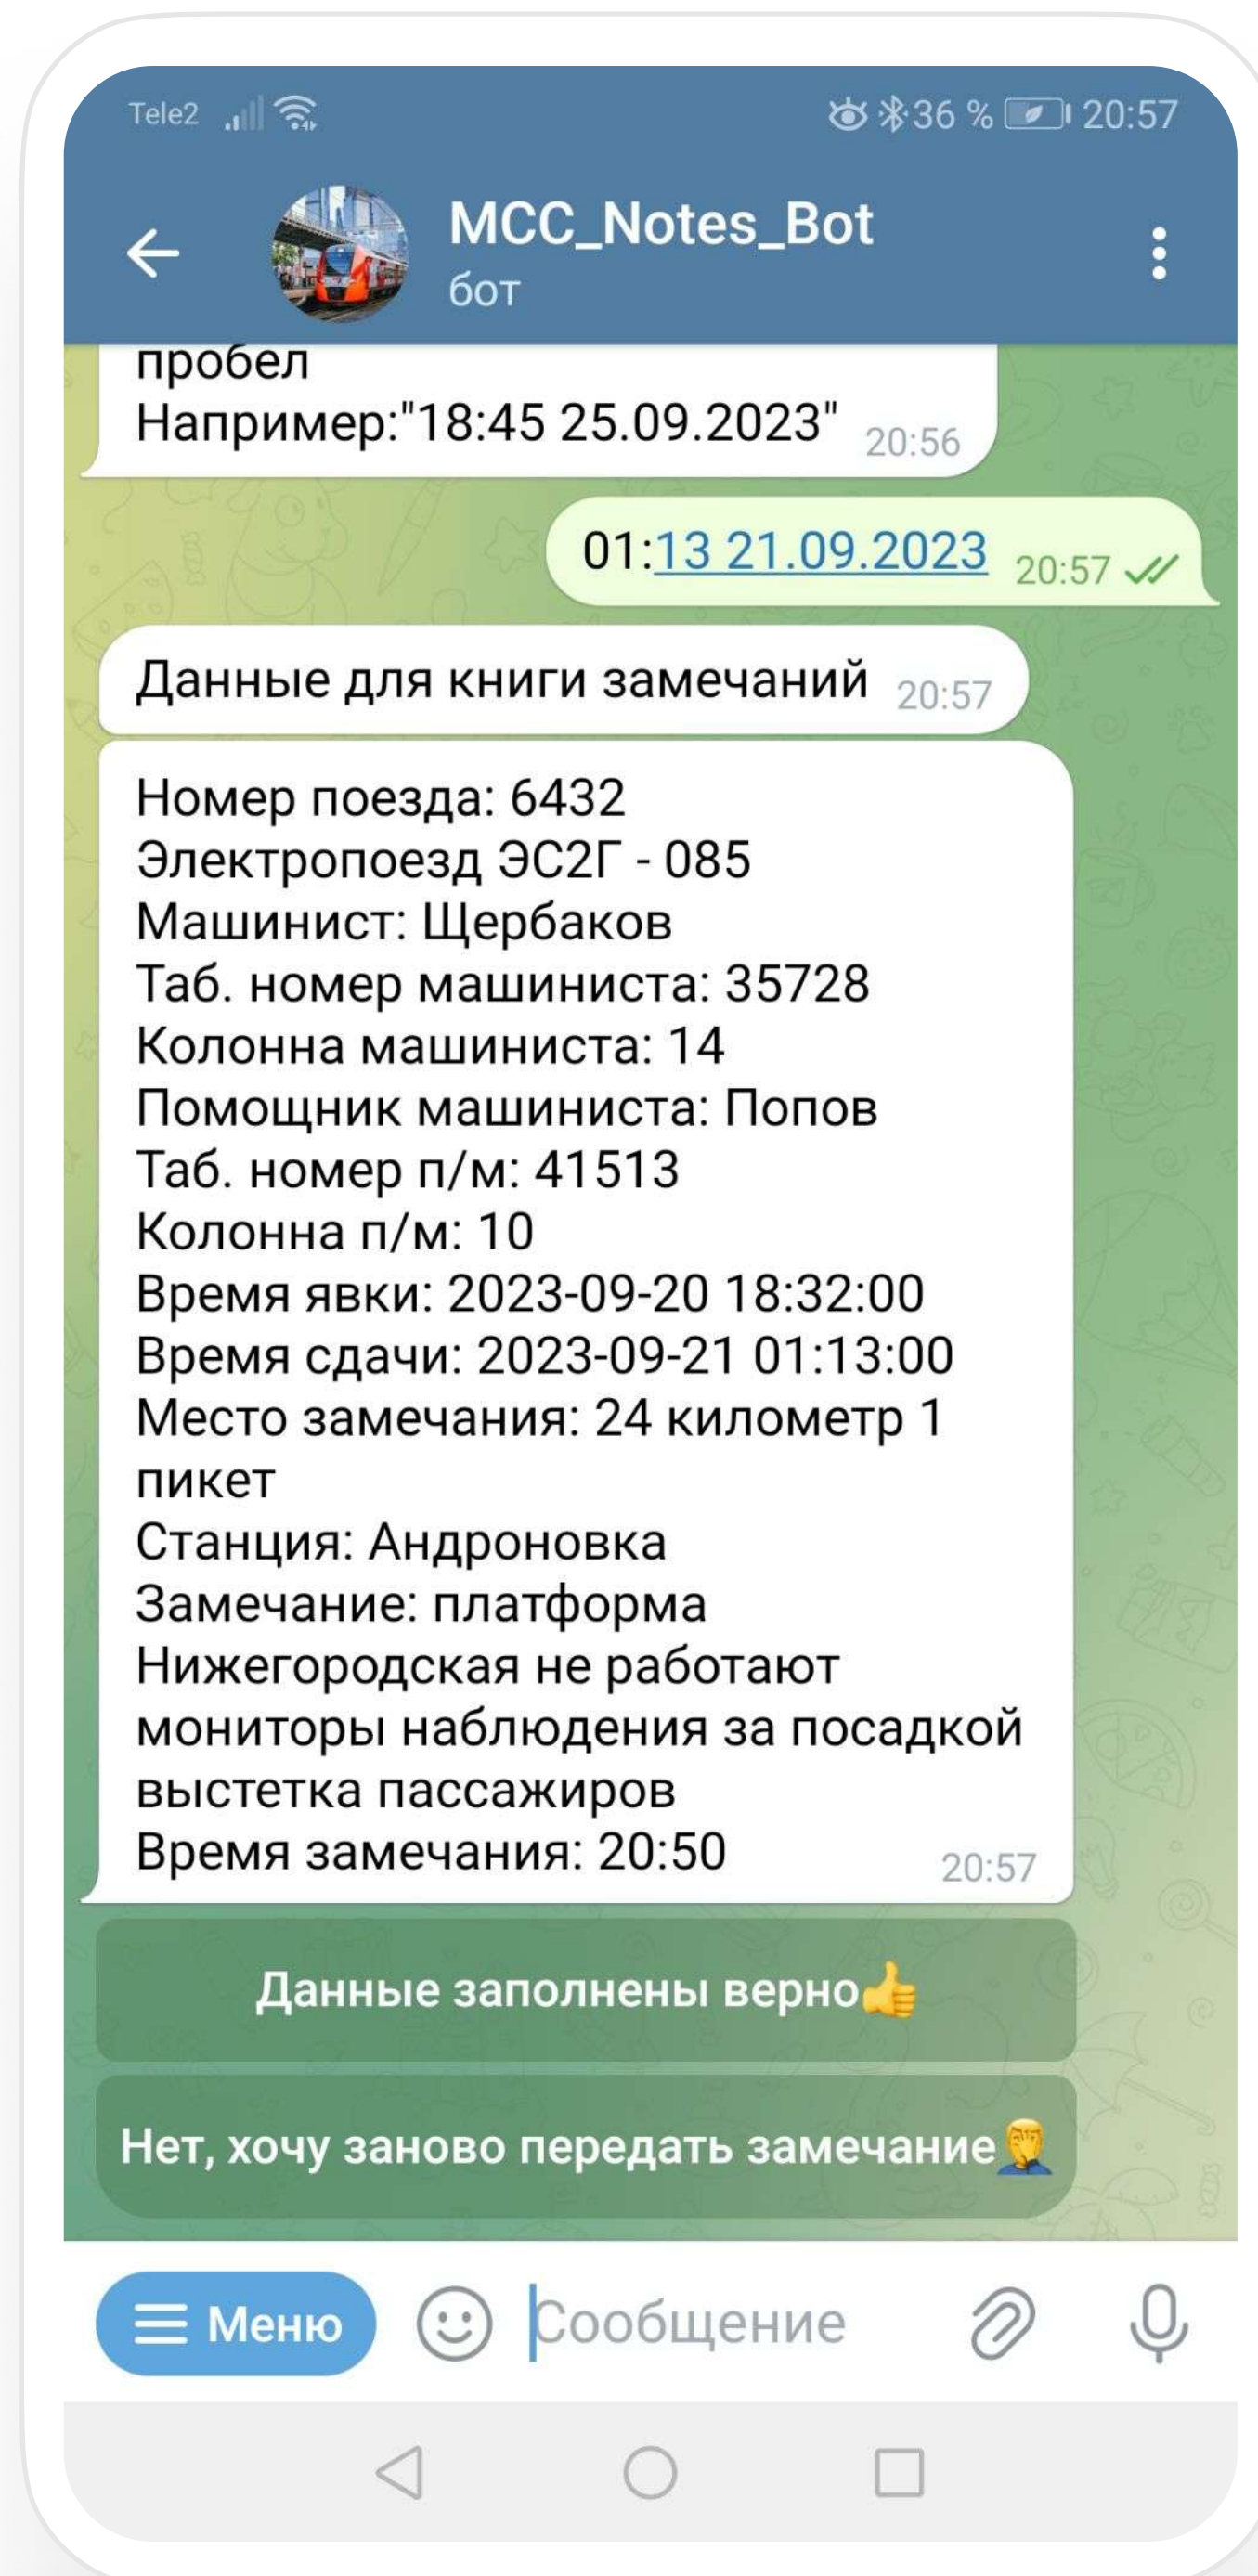 Tele2 36 % 20:57
MCC_Notes_Bot
бот
пробел
Например:"18:45 25.09.2023" 20:56
01:13 21.09.2023 20:57
Данные для книги замечаний 20:57
Номер поезда: 6432
Электропоезд ЭС2Г - 085
Машинист: Щербаков
Таб. номер машиниста: 35728
Колонна машиниста: 14
Помощник машиниста: Попов
Таб. номер п/м: 41513
Колонна п/м: 10
Время явки: 2023-09-20 18:32:00
Время сдачи: 2023-09-21 01:13:00
Место замечания: 24 километр 1
пикет
Станция: Андроновка
Замечание: платформа
Нижегородская не работают
мониторы наблюдения за посадкой
выстетка пассажиров
Время замечания: 20:50 20:57
Данные заполнены верно👍
Нет, хочу заново передать замечание🤦‍♂️
Меню Сообщение